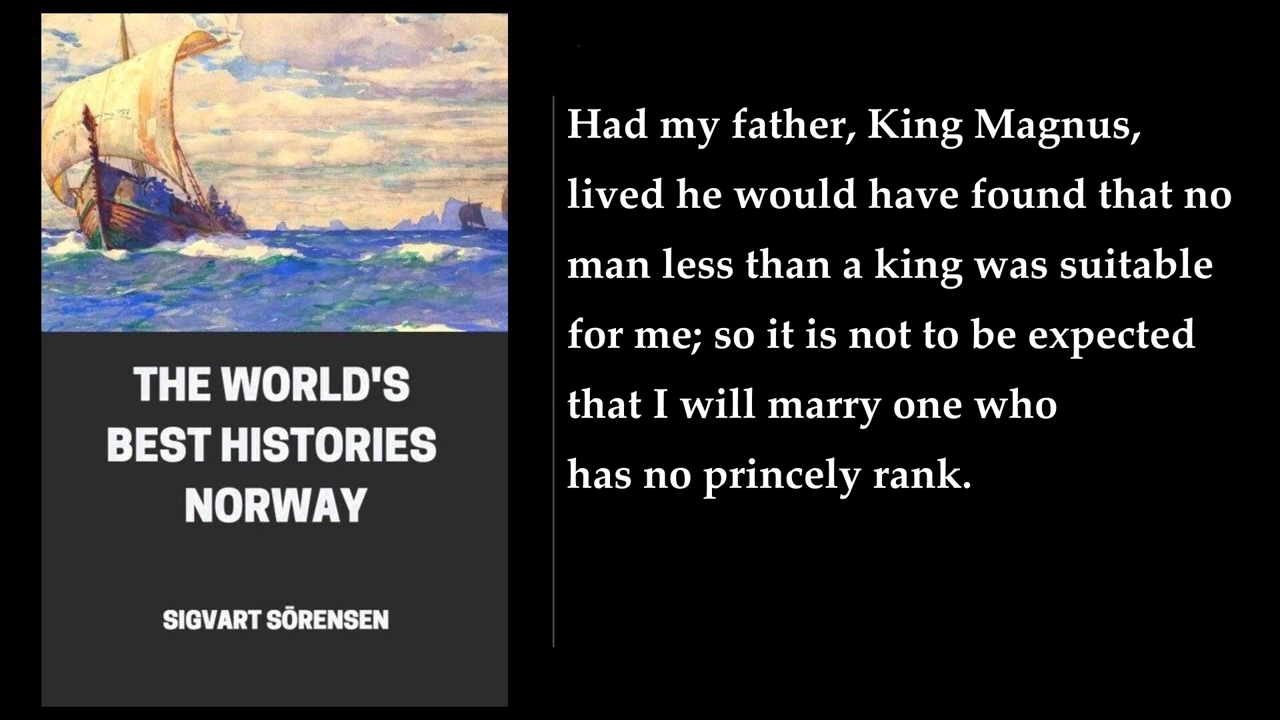 THE WORLD'S
BEST HISTORIES
NORWAY
SIGVART SÖRENSEN
Had my father, King Magnus,
lived he would have found that no
man less than a king was suitable
for me; so it is not to be expected
that I will marry one who
has no princely rank.